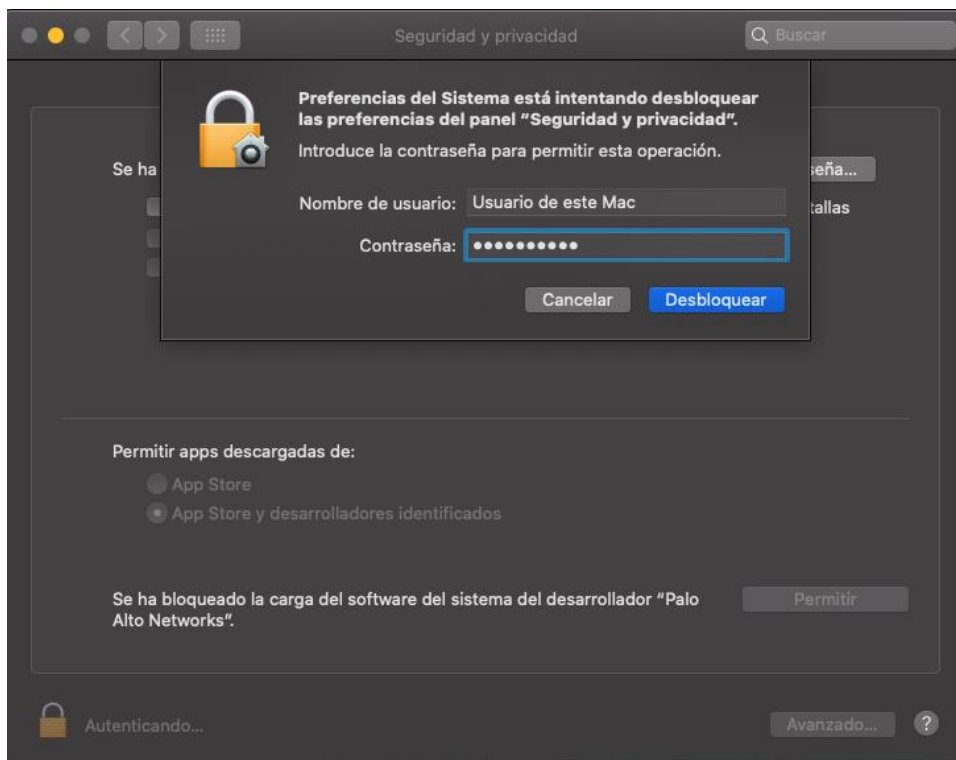 Seguridad y privacidad
Buscar
Preferencias del Sistema está intentando desbloquear
las preferencias del panel “Seguridad y privacidad”.
Introduce la contraseña para permitir esta operación.
Se ha
seña...
Nombre de usuario: Usuario de este Mac
tallas
Contraseña: ●●●●●●●●●●
Cancelar
Desbloquear
Permitir apps descargadas de:
App Store
App Store y desarrolladores identificados
Se ha bloqueado la carga del software del sistema del desarrollador “Palo
Alto Networks”.
Permitir
Autenticando...
Avanzado...
?